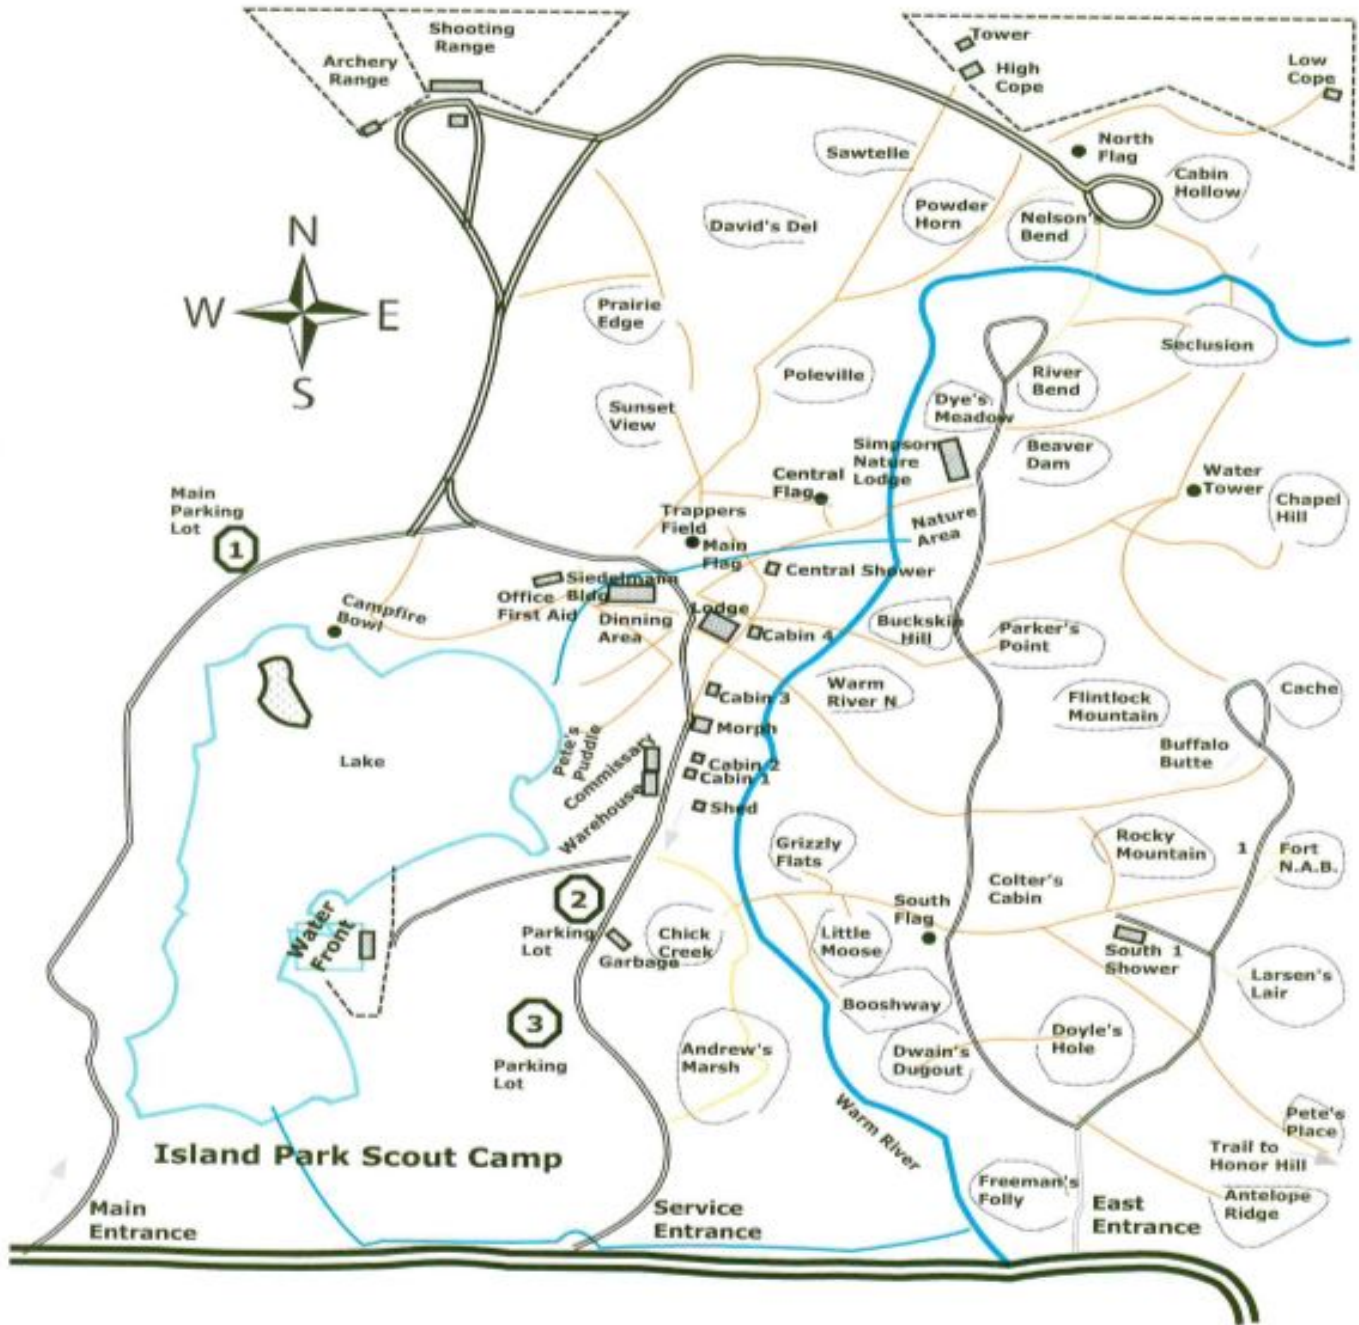 Shooting
Range
Archery
Range
Tower
High
Cope
Low
Cope
North
Flag
Sawtelle
Cabin
Hollow
Powder
Horn
Nelson's
Bend
David's Del
N
W
E
S
Prairie
Edge
Seclusion
Poleville
River
Bend
Dye's
Meadow
Sunset
View
Simpson
Nature
Lodge
Beaver
Dam
Central
Flag
Water
Tower
Chapel
Hill
Main
Parking
Lot
1
Trappers
Field
Main
Flag
Nature
Area
Central Shower
Siedelmann
Bldg
Office
First Aid
Dinning
Area
Lodge
Cabin 4
Campfire
Bowl
Buckskin
Hill
Parker's
Point
Warm
River N
Flintlock
Mountain
Cache
Cabin 3
Morph
Buffalo
Butte
Lake
Pete's
Puddle
Commissary
Cabin 2
Cabin 1
Warehouse
Shed
Grizzly
Flats
Rocky
Mountain
1
Fort
N.A.B.
Colter's
Cabin
2
Parking
Lot
South
Flag
Water
Front
Chick
Creek
Garbage
Little
Moose
South 1
Shower
Larsen's
Lair
Booshway
3
Parking
Lot
Andrew's
Marsh
Dwain's
Dugout
Doyle's
Hole
Warm River
Pete's
Place
Trail to
Honor Hill
Island Park Scout Camp
Freeman's
Folly
Antelope
Ridge
Main
Entrance
Service
Entrance
East
Entrance